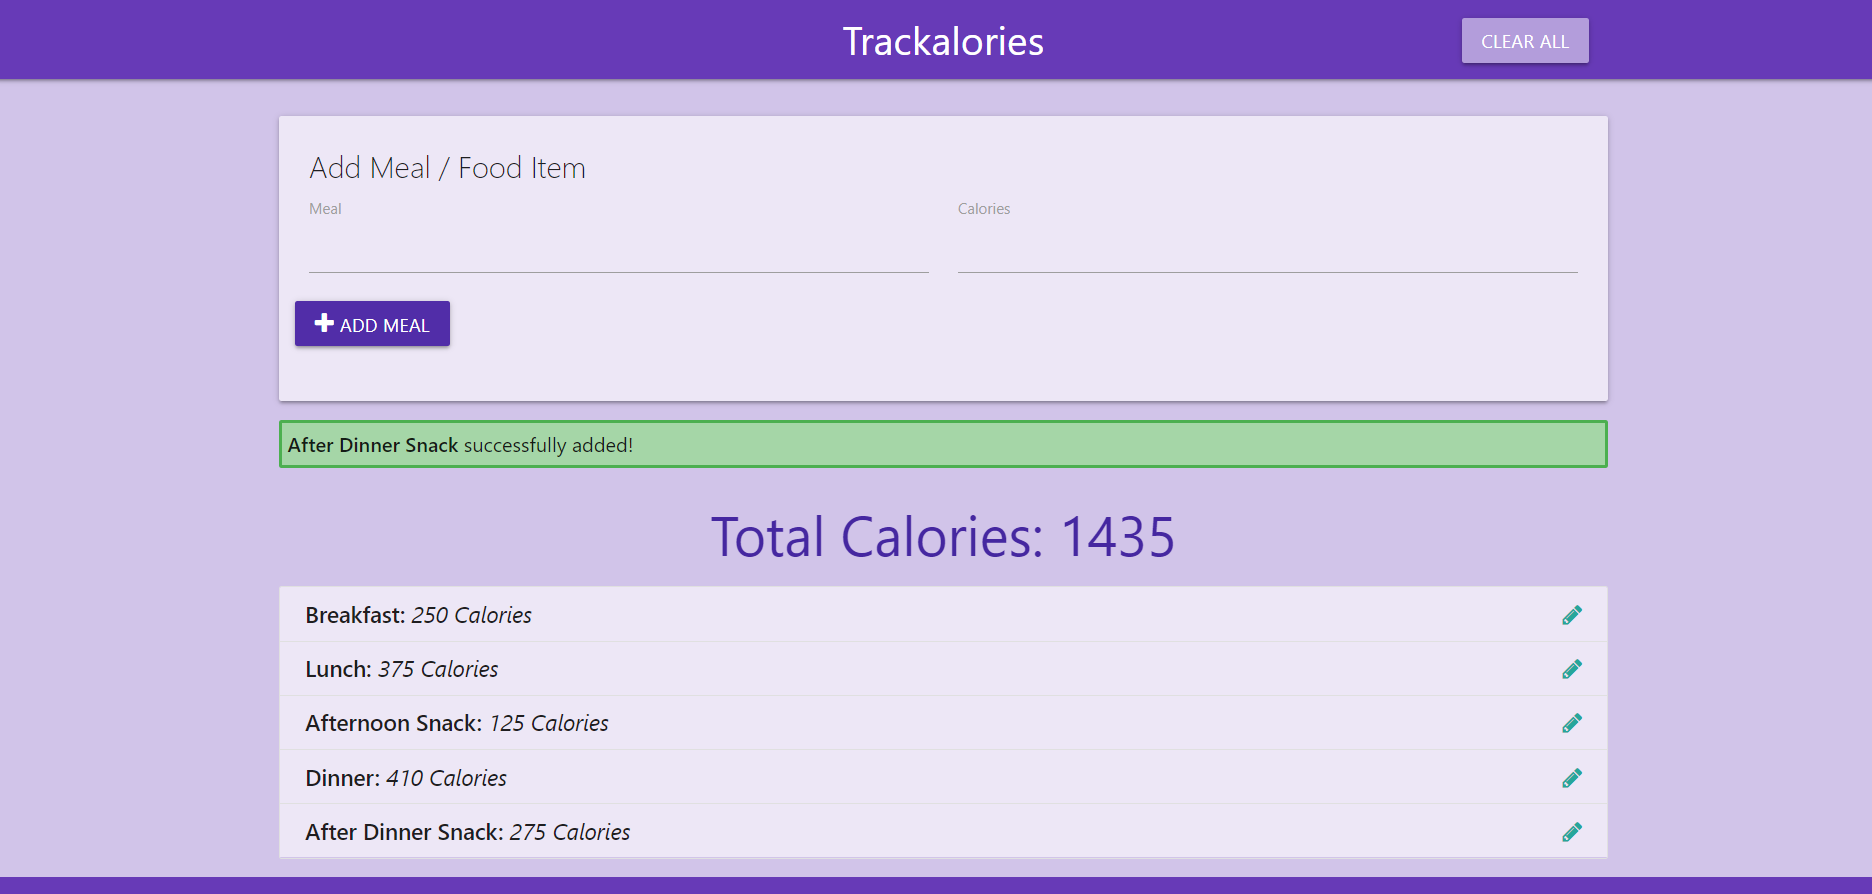 Trackalories
CLEAR ALL
Add Meal / Food Item
Meal
Calories
ADD MEAL
After Dinner Snack successfully added!
Total Calories: 1435
Breakfast: 250 Calories
Lunch: 375 Calories
Afternoon Snack: 125 Calories
Dinner: 410 Calories
After Dinner Snack: 275 Calories